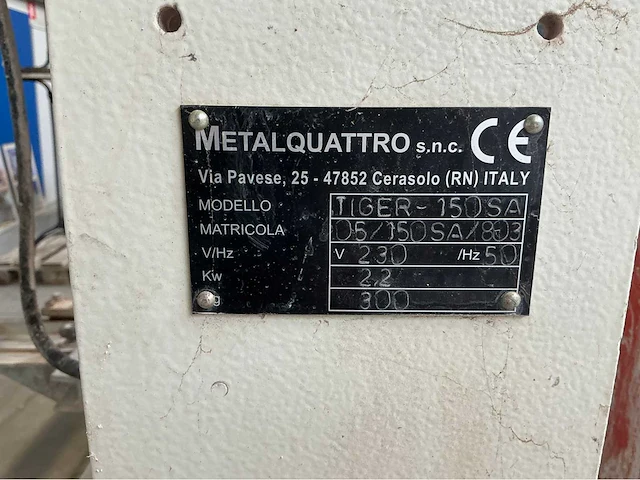 METALQUATTRO s.n.c. CE
Via Pavese, 25 - 47852 Cerasolo (RN) ITALY
MODELLO TIGER-150SA
MATRICOLA 05/150SA/803
V/Hz V 230 /Hz 50
Kw 2,2
300